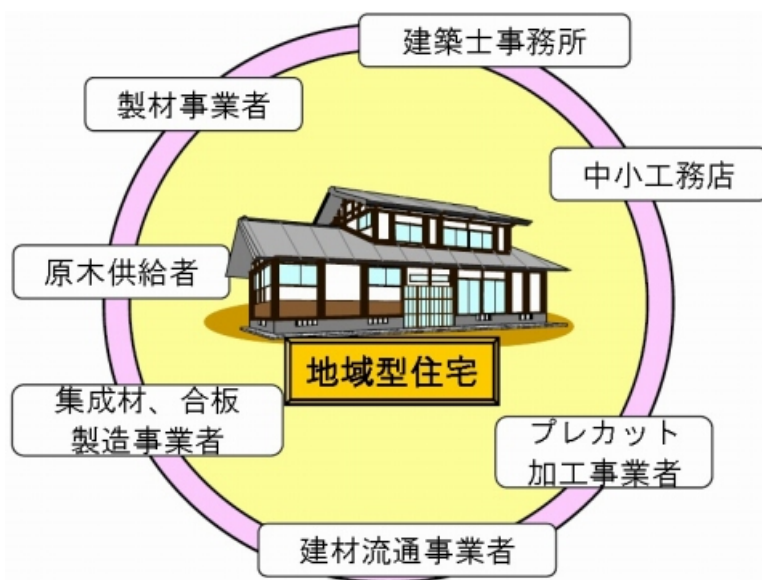 建築士事務所
製材事業者
中小工務店
原木供給者
地域型住宅
集成材、合板
製造事業者
プレカット
加工事業者
建材流通事業者